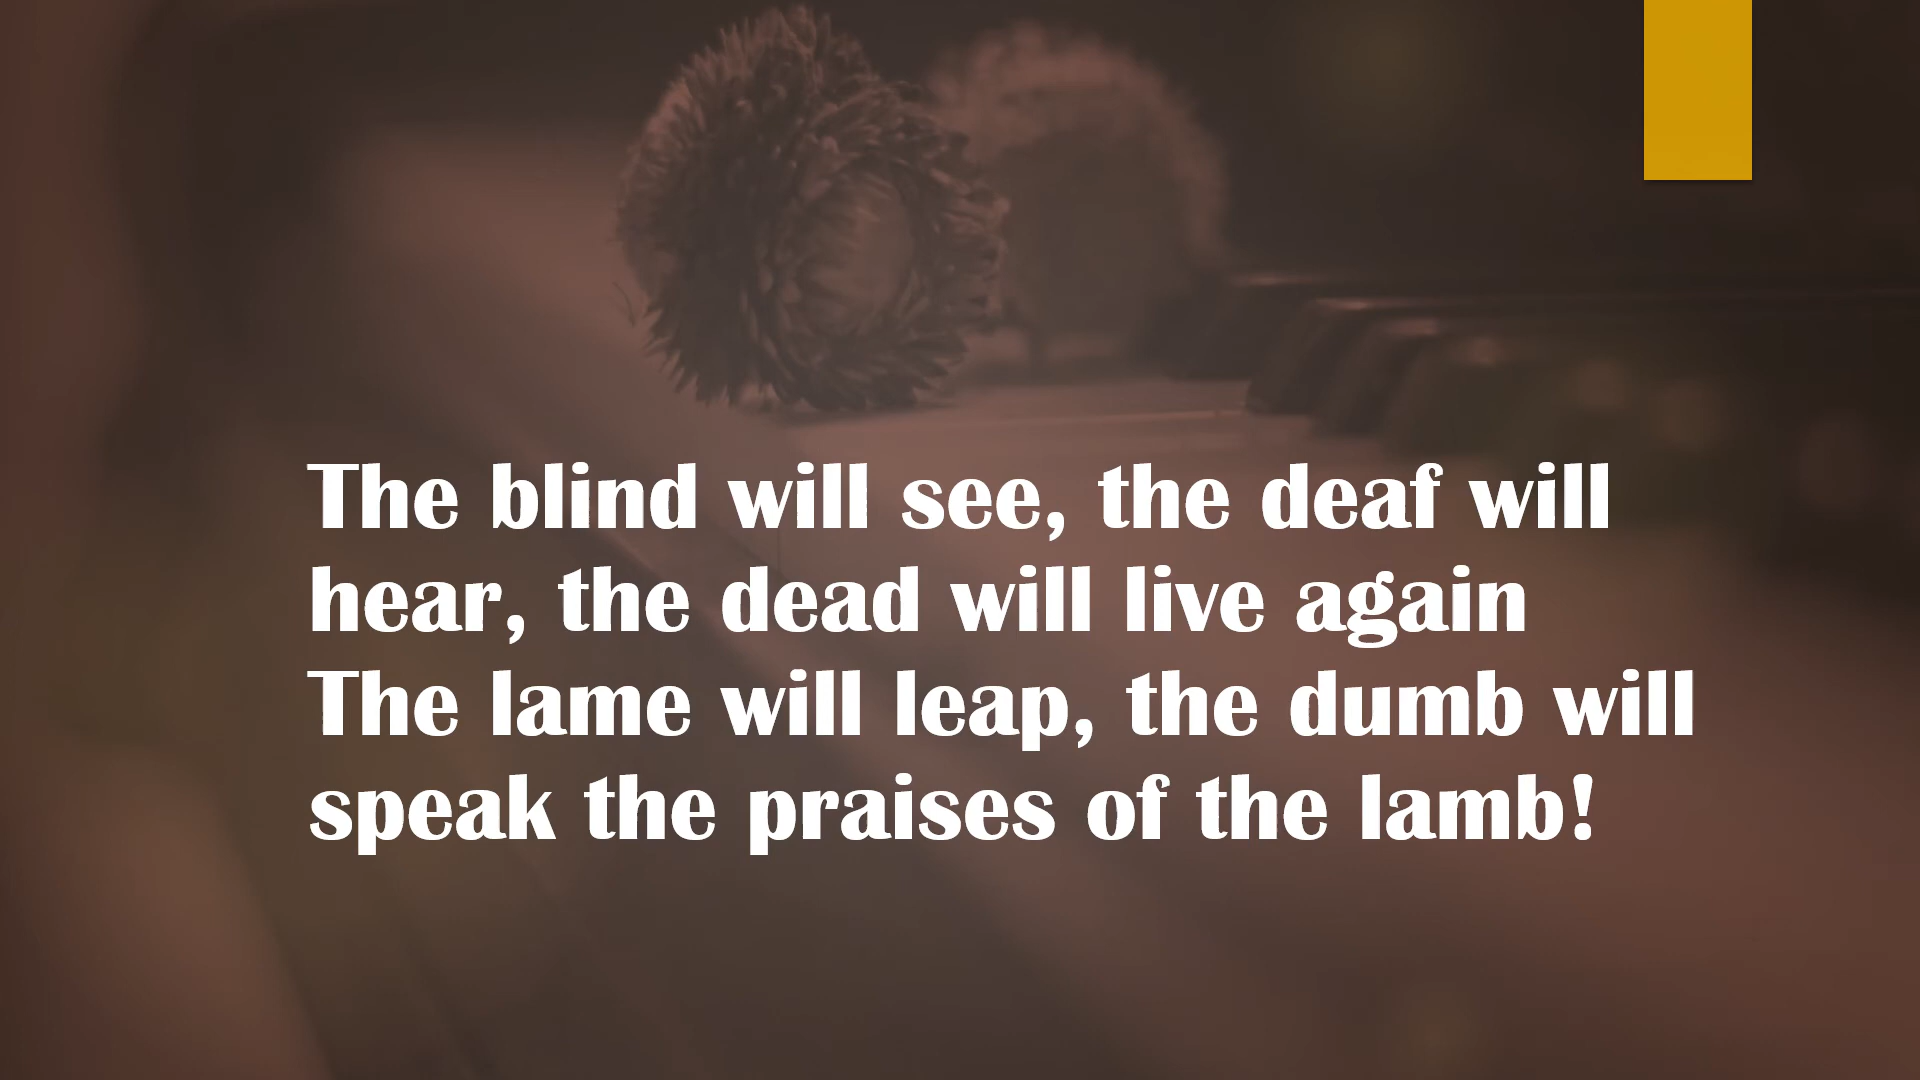 The blind will see, the deaf will
hear, the dead will live again
The lame will leap, the dumb will
speak the praises of the lamb!